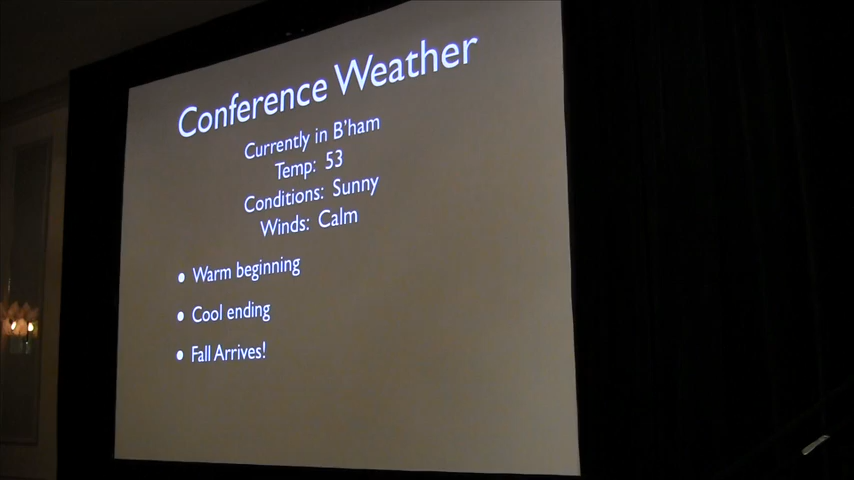 Conference Weather
Currently in B'ham
Temp: 53
Conditions: Sunny
Winds: Calm
• Warm beginning
• Cool ending
• Fall Arrives!